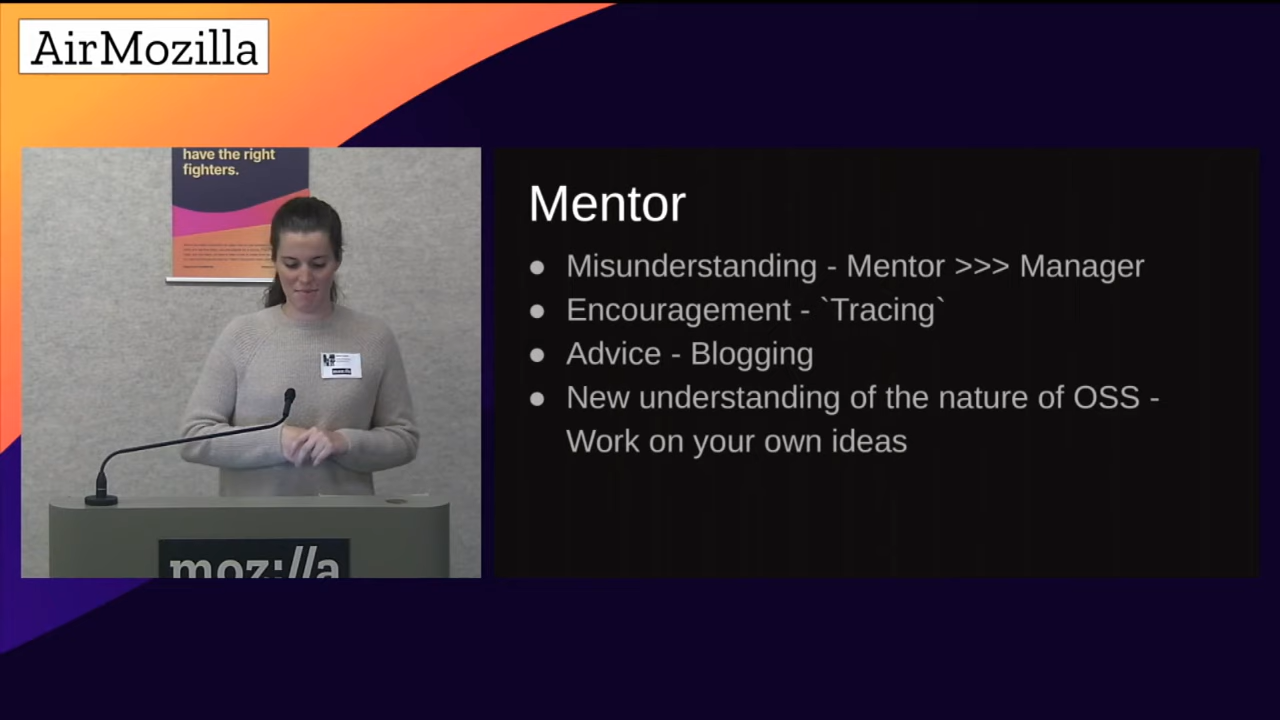 AirMozilla
have the right
fighters.
Mentor
● Misunderstanding - Mentor >>> Manager
● Encouragement - `Tracing`
● Advice - Blogging
● New understanding of the nature of OSS -
Work on your own ideas
moz://a